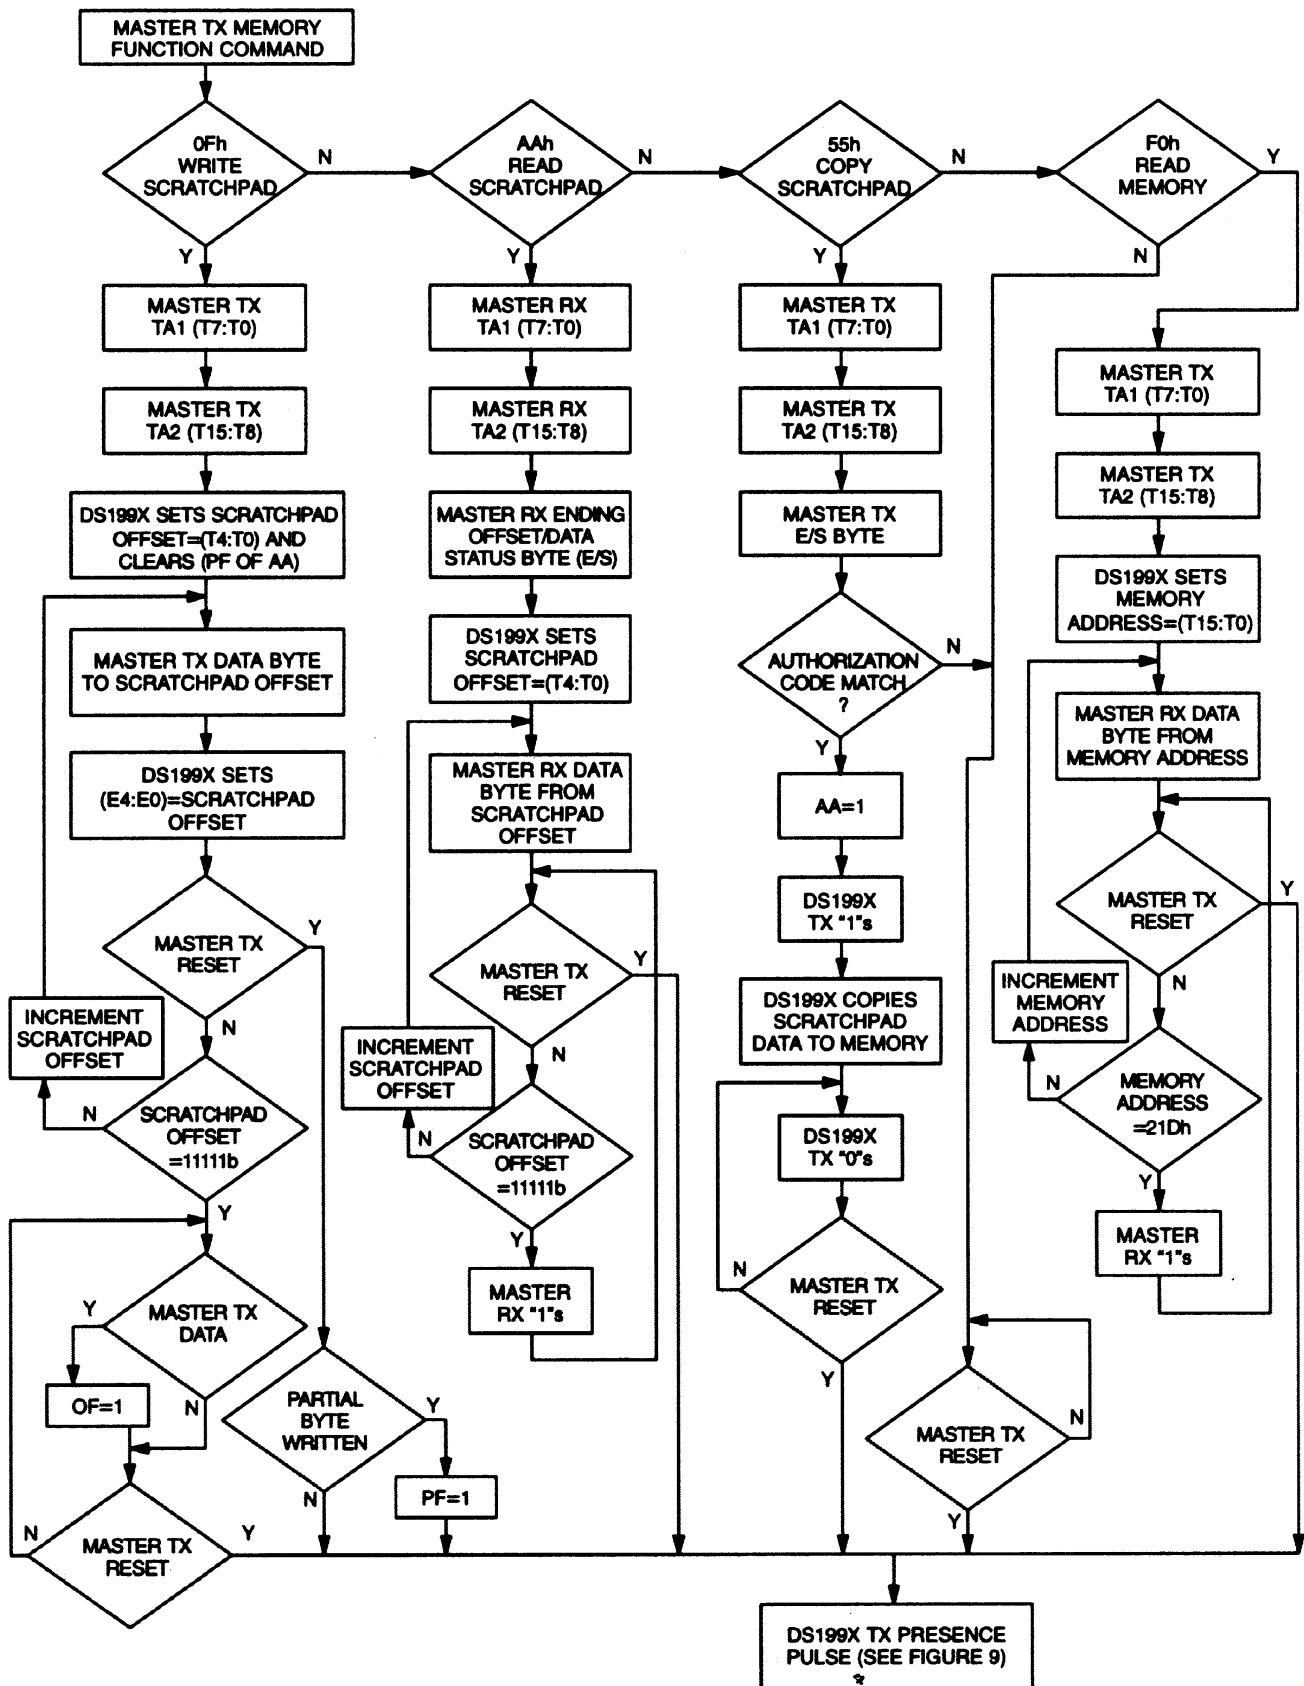 MASTER TX MEMORY
FUNCTION COMMAND
0Fh
WRITE
SCRATCHPAD
N
Y
AAh
READ
SCRATCHPAD
N
Y
55h
COPY
SCRATCHPAD
N
Y
F0h
READ
MEMORY
Y
N
MASTER TX
TA1 (T7:T0)
MASTER TX
TA2 (T15:T8)
DS199X SETS SCRATCHPAD
OFFSET=(T4:T0) AND
CLEARS (PF OF AA)
MASTER TX DATA BYTE
TO SCRATCHPAD OFFSET
DS199X SETS
(E4:E0)=SCRATCHPAD
OFFSET
MASTER TX
RESET
Y
N
INCREMENT
SCRATCHPAD
OFFSET
N
SCRATCHPAD
OFFSET
=11111b
Y
MASTER TX
DATA
Y
N
OF=1
MASTER TX
RESET
N
Y
PARTIAL
BYTE
WRITTEN
Y
N
PF=1
MASTER RX
TA1 (T7:T0)
MASTER RX
TA2 (T15:T8)
MASTER RX ENDING
OFFSET/DATA
STATUS BYTE (E/S)
DS199X SETS
SCRATCHPAD
OFFSET=(T4:T0)
MASTER RX DATA
BYTE FROM
SCRATCHPAD
OFFSET
MASTER TX
RESET
Y
N
INCREMENT
SCRATCHPAD
OFFSET
N
SCRATCHPAD
OFFSET
=11111b
Y
MASTER
RX "1"s
MASTER TX
TA1 (T7:T0)
MASTER TX
TA2 (T15:T8)
MASTER TX
E/S BYTE
AUTHORIZATION
CODE MATCH
?
N
Y
AA=1
DS199X
TX "1"s
DS199X COPIES
SCRATCHPAD
DATA TO MEMORY
DS199X
TX "0"s
MASTER TX
RESET
N
Y
MASTER TX
RESET
N
Y
MASTER TX
TA1 (T7:T0)
MASTER TX
TA2 (T15:T8)
DS199X SETS
MEMORY
ADDRESS=(T15:T0)
MASTER RX DATA
BYTE FROM
MEMORY ADDRESS
MASTER TX
RESET
Y
N
INCREMENT
MEMORY
ADDRESS
N
MEMORY
ADDRESS
=21Dh
Y
MASTER
RX "1"s
DS199X TX PRESENCE
PULSE (SEE FIGURE 9)